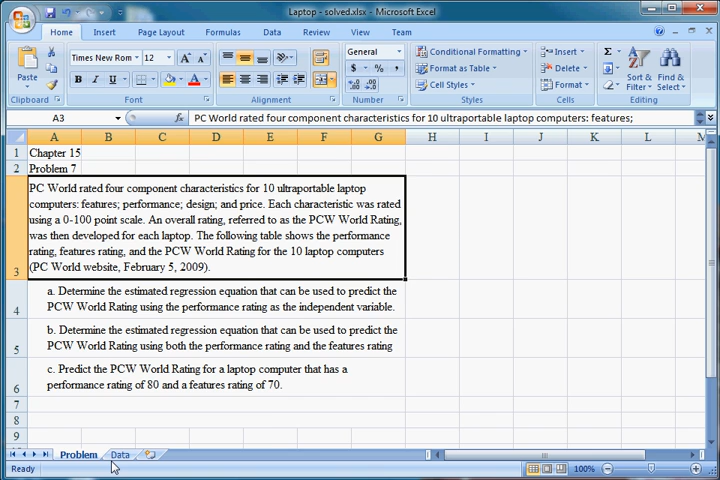 Laptop - solved.xlsx - Microsoft Excel
Home Insert Page Layout Formulas Data Review View Team
Paste
Clipboard
Times New Rom 12 A A
B I U A
Font
Alignment
General
$ % ,
Number
Conditional Formatting
Format as Table
Cell Styles
Styles
Insert
Delete
Format
Cells
Σ
Sort & Filter
Find & Select
Editing
A3 fx PC World rated four component characteristics for 10 ultraportable laptop computers: features;
A B C D E F G H I J K L M
1 Chapter 15
2 Problem 7
PC World rated four component characteristics for 10 ultraportable laptop
computers: features; performance; design; and price. Each characteristic was rated
using a 0-100 point scale. An overall rating, referred to as the PCW World Rating,
was then developed for each laptop. The following table shows the performance
rating, features rating, and the PCW World Rating for the 10 laptop computers
3 (PC World website, February 5, 2009).
a. Determine the estimated regression equation that can be used to predict the
4 PCW World Rating using the performance rating as the independent variable.
b. Determine the estimated regression equation that can be used to predict the
5 PCW World Rating using both the performance rating and the features rating
c. Predict the PCW World Rating for a laptop computer that has a
6 performance rating of 80 and a features rating of 70.
7
8
9
Problem Data
Ready 100%